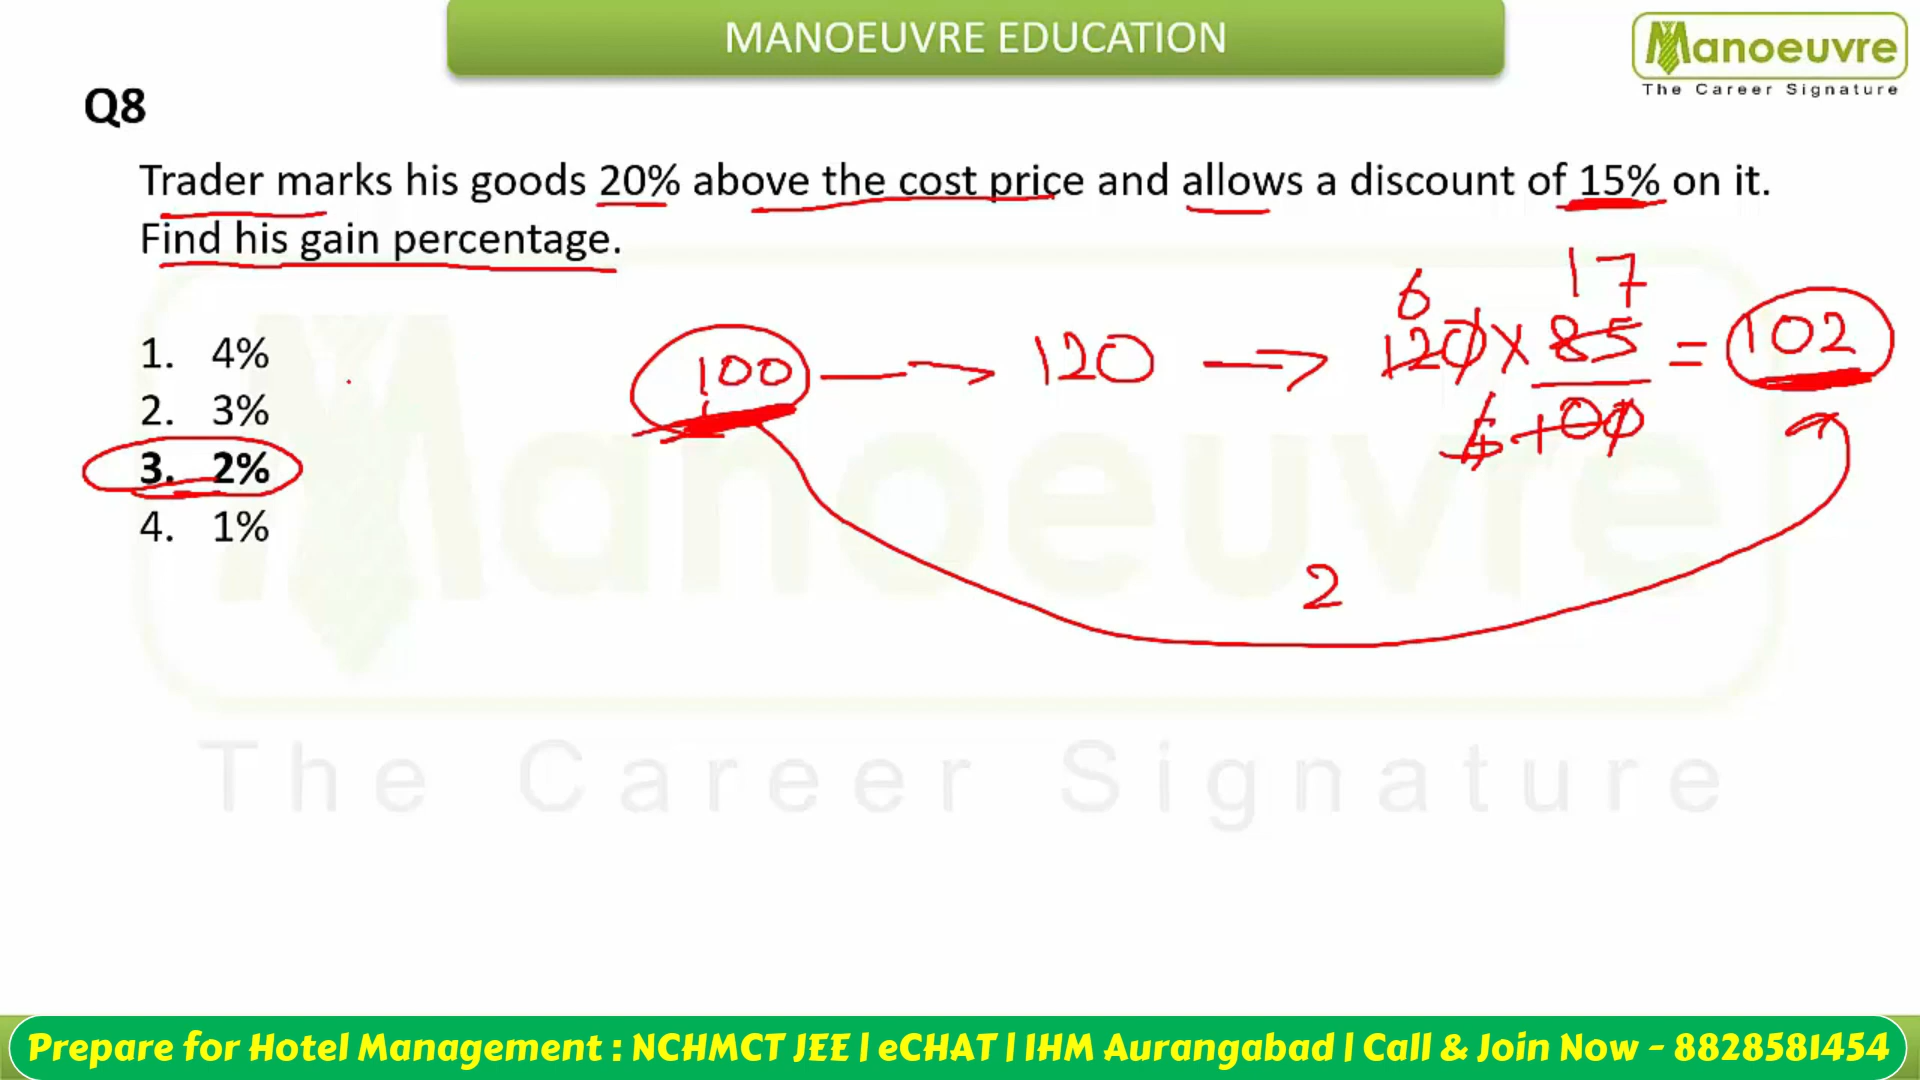 MANOEUVRE EDUCATION
Manoeuvre
The Career Signature
Q8
Trader marks his goods 20% above the cost price and allows a discount of 15% on it.
Find his gain percentage.
1. 4%
2. 3%
3. 2%
4. 1%
6 17
100 → 120 → 120 × 85 = 102
100
2
Manoeuvre
The Career Signature
Prepare for Hotel Management : NCHMCT JEE | eCHAT | IHM Aurangabad | Call & Join Now - 8828581454